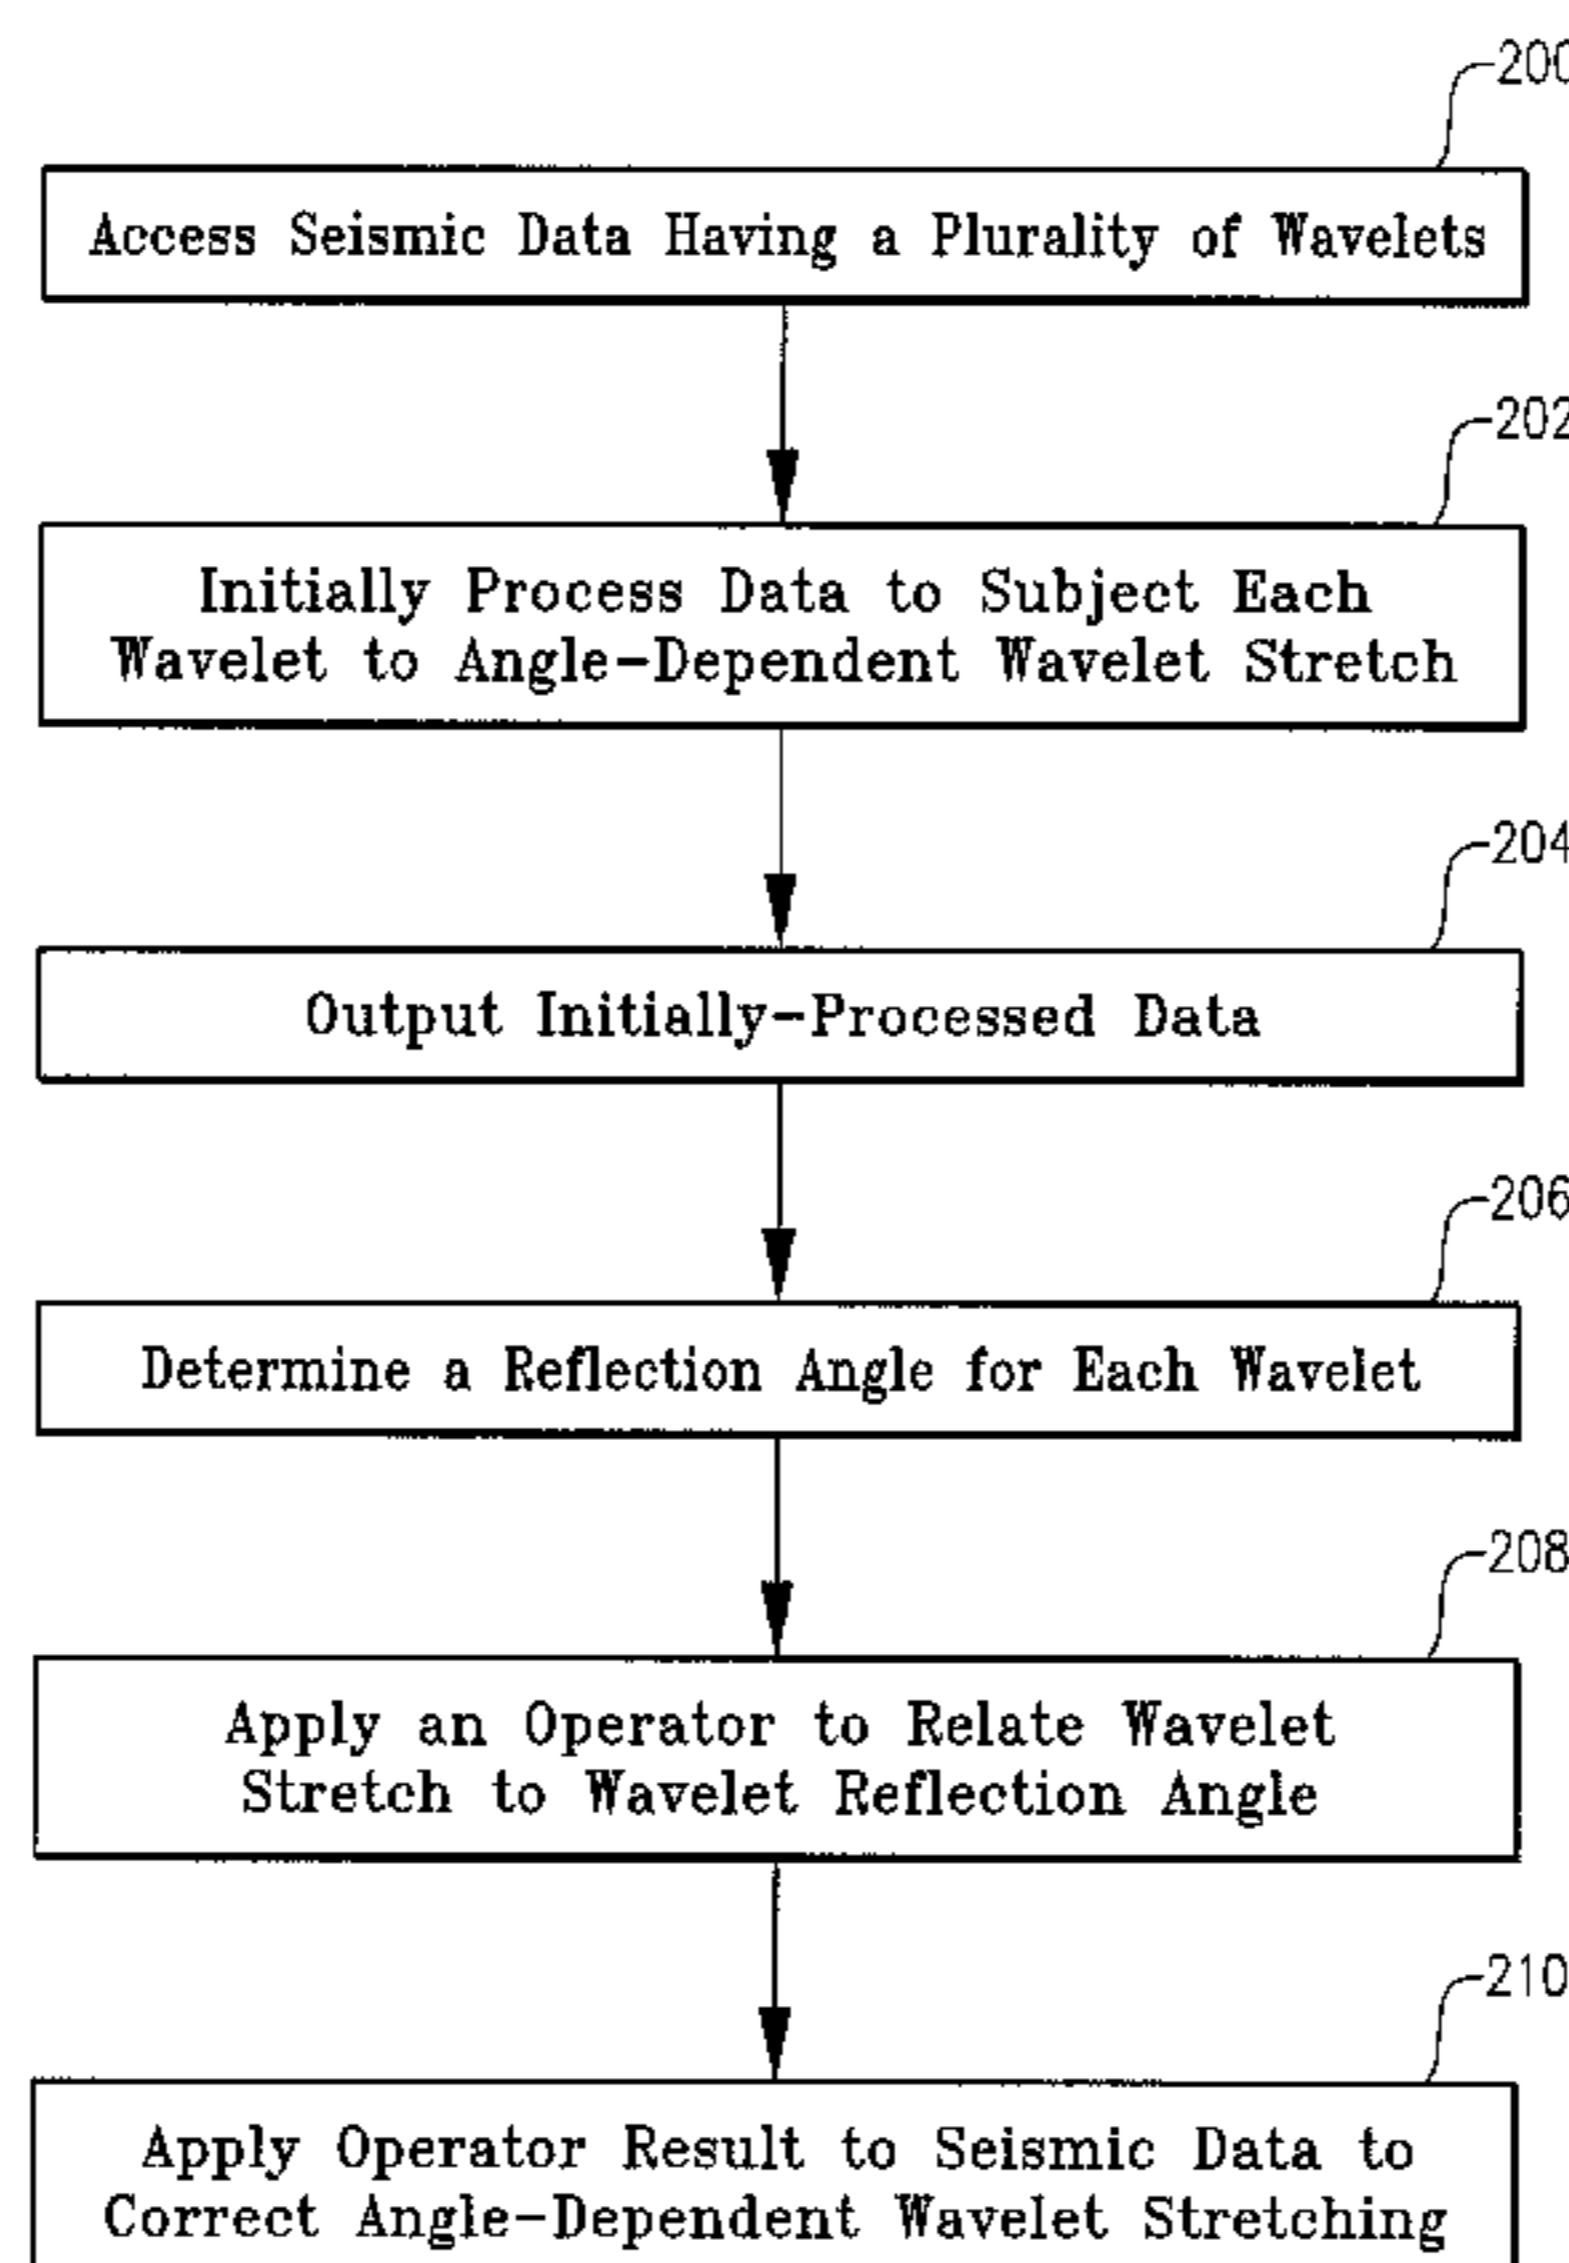 200
Access Seismic Data Having a Plurality of Wavelets
202
Initially Process Data to Subject Each
Wavelet to Angle-Dependent Wavelet Stretch
204
Output Initially-Processed Data
206
Determine a Reflection Angle for Each Wavelet
208
Apply an Operator to Relate Wavelet
Stretch to Wavelet Reflection Angle
210
Apply Operator Result to Seismic Data to
Correct Angle-Dependent Wavelet Stretching